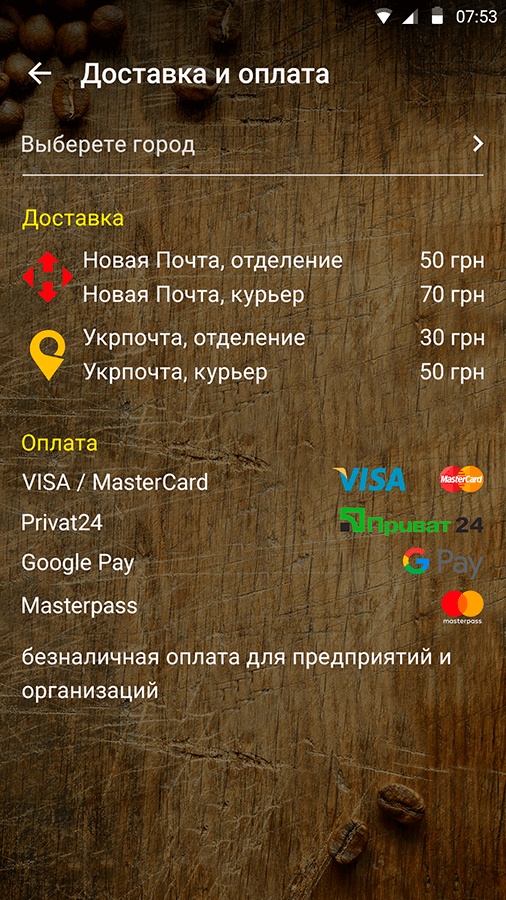 07:53
Доставка и оплата
Выберете город
Доставка
Новая Почта, отделение 50 грн
Новая Почта, курьер 70 грн
Укрпочта, отделение 30 грн
Укрпочта, курьер 50 грн
Оплата
VISA / MasterCard VISA MasterCard
Privat24 Приват 24
Google Pay G Pay
Masterpass masterpass
безналичная оплата для предприятий и
организаций